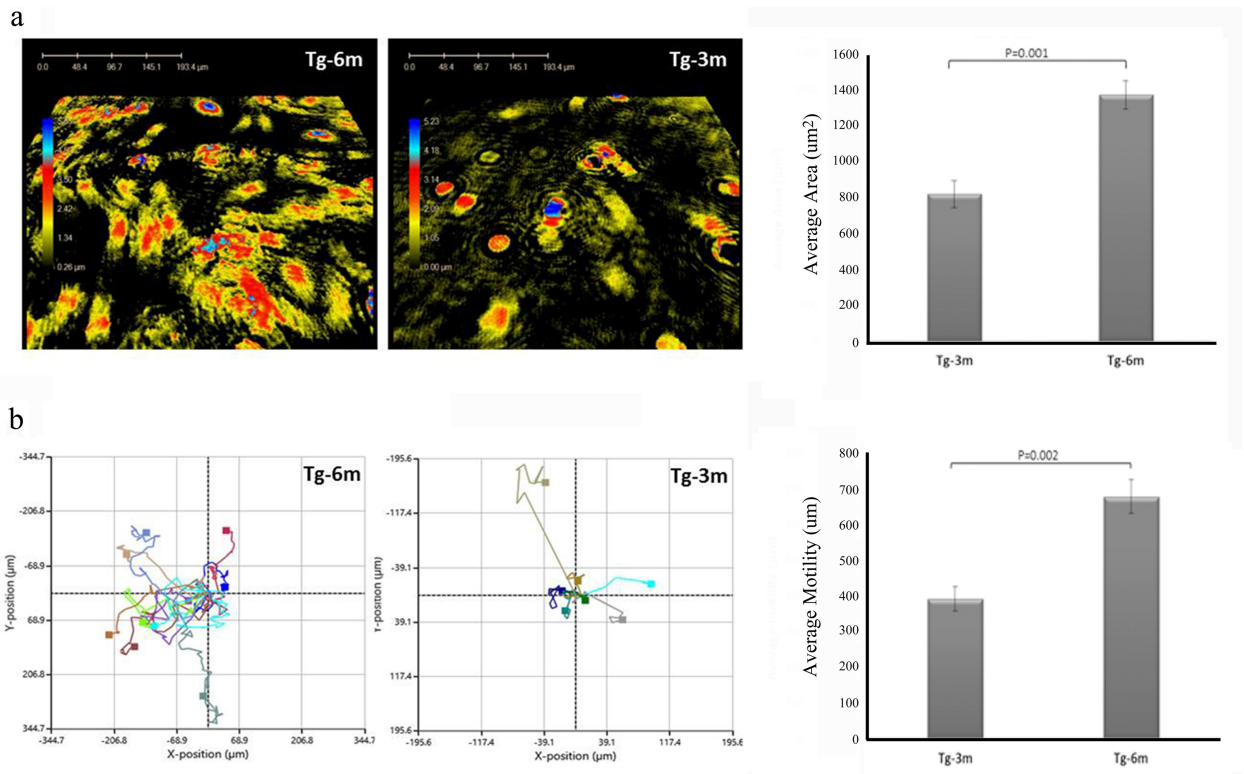 a
Tg-6m
0.0 48.4 96.7 145.1 193.4 µm
3.50
2.42
1.34
0.26 µm
Tg-3m
0.0 48.4 96.7 145.1 193.4 µm
5.23
4.18
3.14
2.09
1.05
0.00 µm
P=0.001
Average Area (um2)
1600
1400
1200
1000
800
600
400
200
0
Tg-3m Tg-6m
b
Tg-6m
Y-position (µm)
-344.7
-206.8
-68.9
68.9
206.8
344.7
-344.7 -206.8 -68.9 68.9 206.8 344.7
X-position (µm)
Tg-3m
-position (µm)
-195.6
-117.4
-39.1
39.1
117.4
195.6
-195.6 -117.4 -39.1 39.1 117.4 195.6
X-position (µm)
P=0.002
Average Motility (um)
800
700
600
500
400
300
200
100
0
Tg-3m Tg-6m